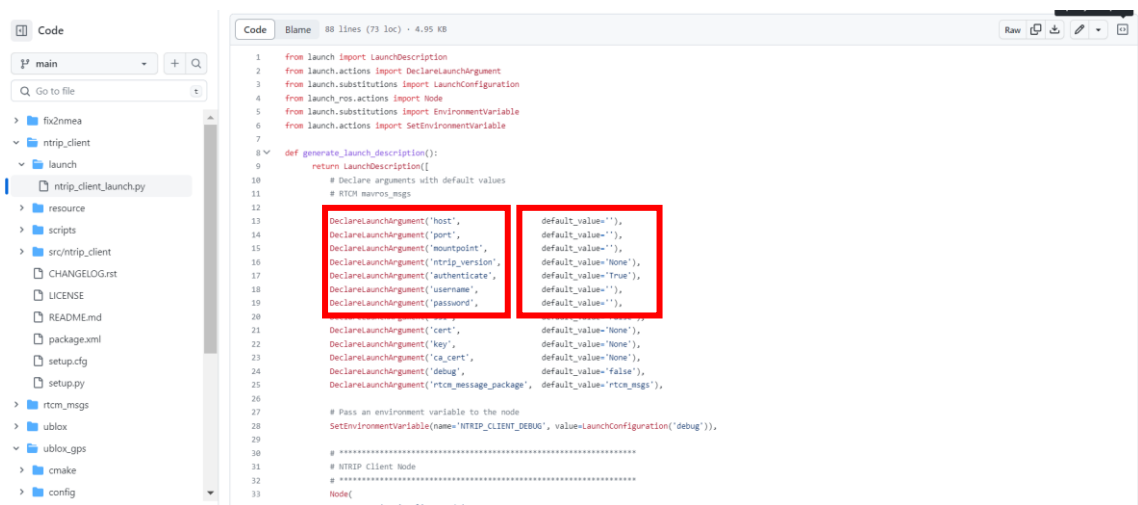 Code
main
Go to file
t
fix2nmea
ntrip_client
launch
ntrip_client_launch.py
resource
scripts
src/ntrip_client
CHANGELOG.rst
LICENSE
README.md
package.xml
setup.cfg
setup.py
rtcm_msgs
ublox
ublox_gps
cmake
config
Code Blame 88 lines (73 loc) · 4.95 KB Raw
1 from launch import LaunchDescription
2 from launch.actions import DeclareLaunchArgument
3 from launch.substitutions import LaunchConfiguration
4 from launch_ros.actions import Node
5 from launch.substitutions import EnvironmentVariable
6 from launch.actions import SetEnvironmentVariable
7
8 def generate_launch_description():
9 return LaunchDescription([
10 # Declare arguments with default values
11 # RTCM mavros_msgs
12
13 DeclareLaunchArgument('host', default_value=''),
14 DeclareLaunchArgument('port', default_value=''),
15 DeclareLaunchArgument('mountpoint', default_value=''),
16 DeclareLaunchArgument('ntrip_version', default_value='None'),
17 DeclareLaunchArgument('authenticate', default_value='True'),
18 DeclareLaunchArgument('username', default_value=''),
19 DeclareLaunchArgument('password', default_value=''),
20
21 DeclareLaunchArgument('cert', default_value='None'),
22 DeclareLaunchArgument('key', default_value='None'),
23 DeclareLaunchArgument('ca_cert', default_value='None'),
24 DeclareLaunchArgument('debug', default_value='false'),
25 DeclareLaunchArgument('rtcm_message_package', default_value='rtcm_msgs'),
26
27 # Pass an environment variable to the node
28 SetEnvironmentVariable(name='NTRIP_CLIENT_DEBUG', value=LaunchConfiguration('debug')),
29
30 # ******************************************************************
31 # NTRIP Client Node
32 # ******************************************************************
33 Node(